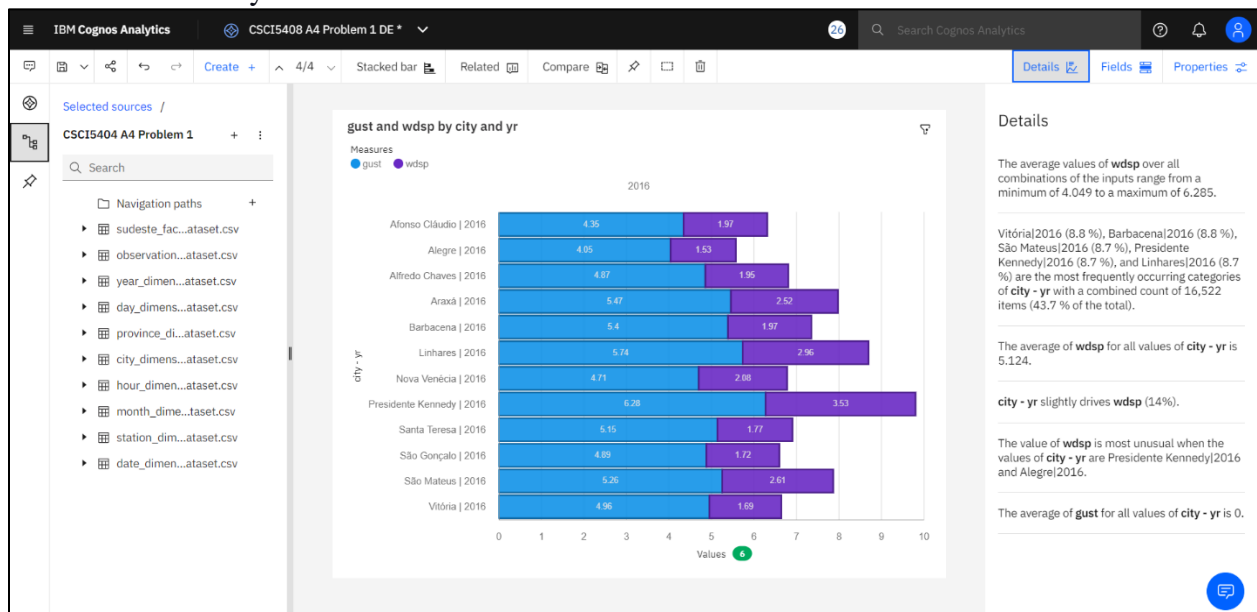 IBM Cognos Analytics
CSCI5408 A4 Problem 1 DE *
26
Search Cognos Analytics
Create +
4/4
Stacked bar
Related
Compare
Details
Fields
Properties
Selected sources /
CSCI5404 A4 Problem 1
Search
Navigation paths
sudeste_fac...ataset.csv
observation...ataset.csv
year_dimen...ataset.csv
day_dimens...ataset.csv
province_di...ataset.csv
city_dimens...ataset.csv
hour_dimen...ataset.csv
month_dime...taset.csv
station_dim...ataset.csv
date_dimen...ataset.csv
gust and wdsp by city and yr
Measures
gust wdsp
2016
city - yr
Afonso Cláudio | 2016 4.35 1.97
Alegre | 2016 4.05 1.53
Alfredo Chaves | 2016 4.87 1.95
Araxá | 2016 5.47 2.52
Barbacena | 2016 5.4 1.97
Linhares | 2016 5.74 2.96
Nova Venécia | 2016 4.71 2.08
Presidente Kennedy | 2016 6.28 3.53
Santa Teresa | 2016 5.15 1.77
São Gonçalo | 2016 4.89 1.72
São Mateus | 2016 5.26 2.61
Vitória | 2016 4.96 1.69
0 1 2 3 4 5 6 7 8 9 10
Values 6
Details
The average values of wdsp over all
combinations of the inputs range from a
minimum of 4.049 to a maximum of 6.285.
Vitória|2016 (8.8 %), Barbacena|2016 (8.8 %),
São Mateus|2016 (8.7 %), Presidente
Kennedy|2016 (8.7 %), and Linhares|2016 (8.7
%) are the most frequently occurring categories
of city - yr with a combined count of 16,522
items (43.7 % of the total).
The average of wdsp for all values of city - yr is
5.124.
city - yr slightly drives wdsp (14%).
The value of wdsp is most unusual when the
values of city - yr are Presidente Kennedy|2016
and Alegre|2016.
The average of gust for all values of city - yr is 0.